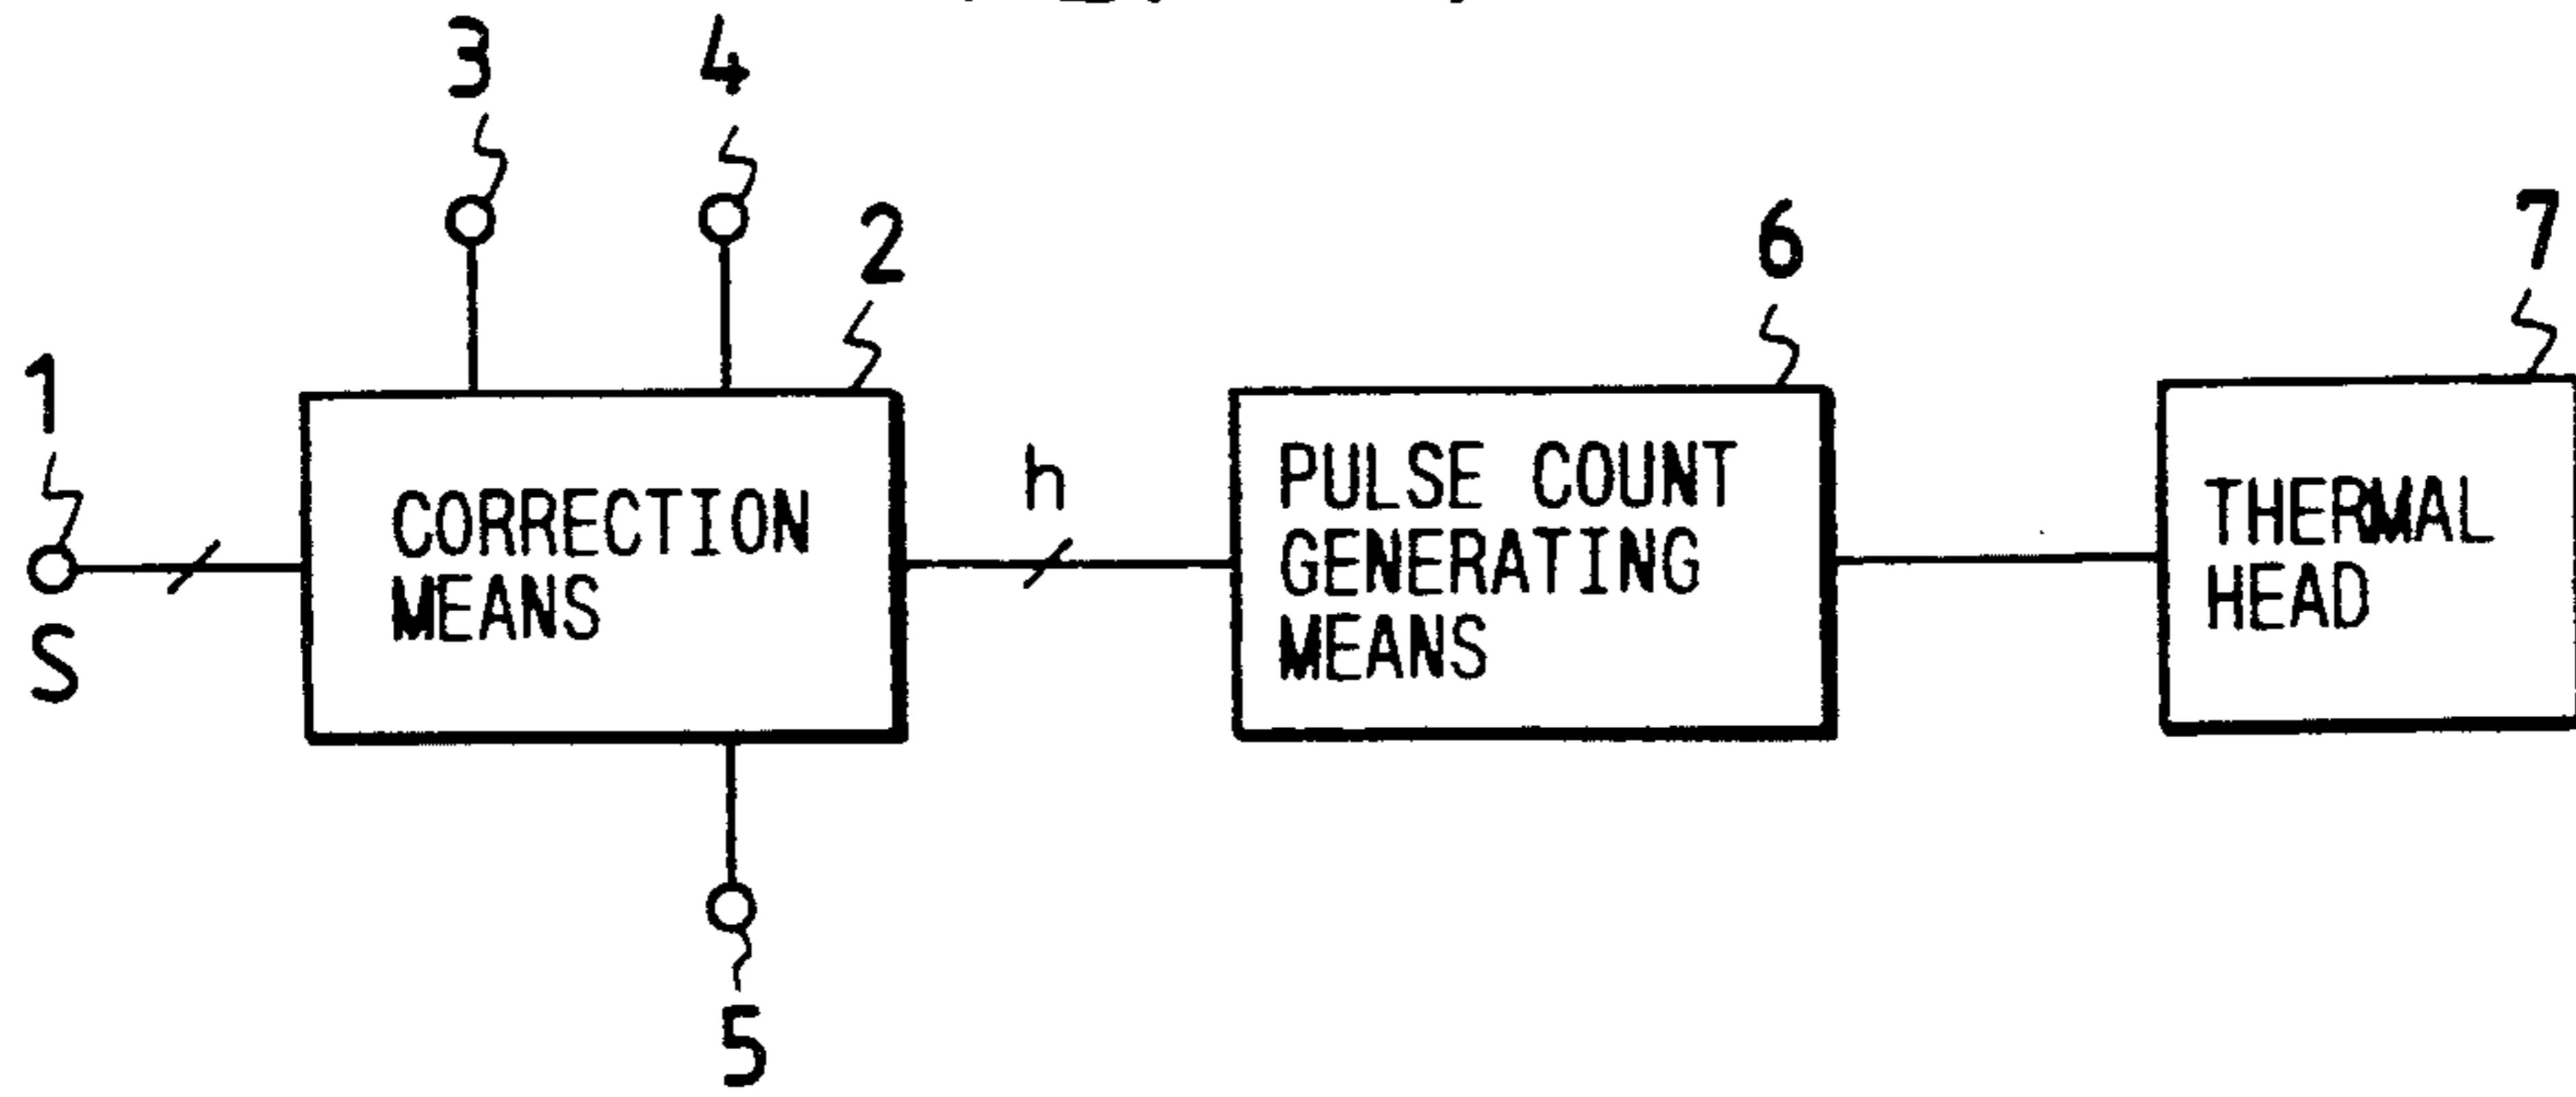 3
4
2
6
7
1
S
CORRECTION
MEANS
h
PULSE COUNT
GENERATING
MEANS
THERMAL
HEAD
5